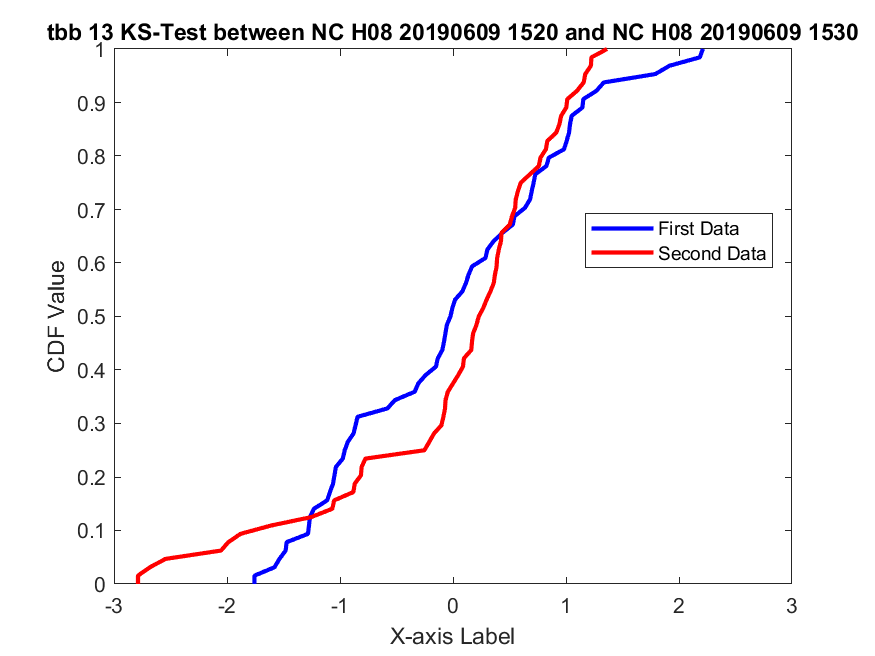 tbb 13 KS-Test between NC H08 20190609 1520 and NC H08 20190609 1530
1
0.9
0.8
0.7
0.6
0.5
0.4
0.3
0.2
0.1
0
CDF Value
First Data
Second Data
-3 -2 -1 0 1 2 3
X-axis Label